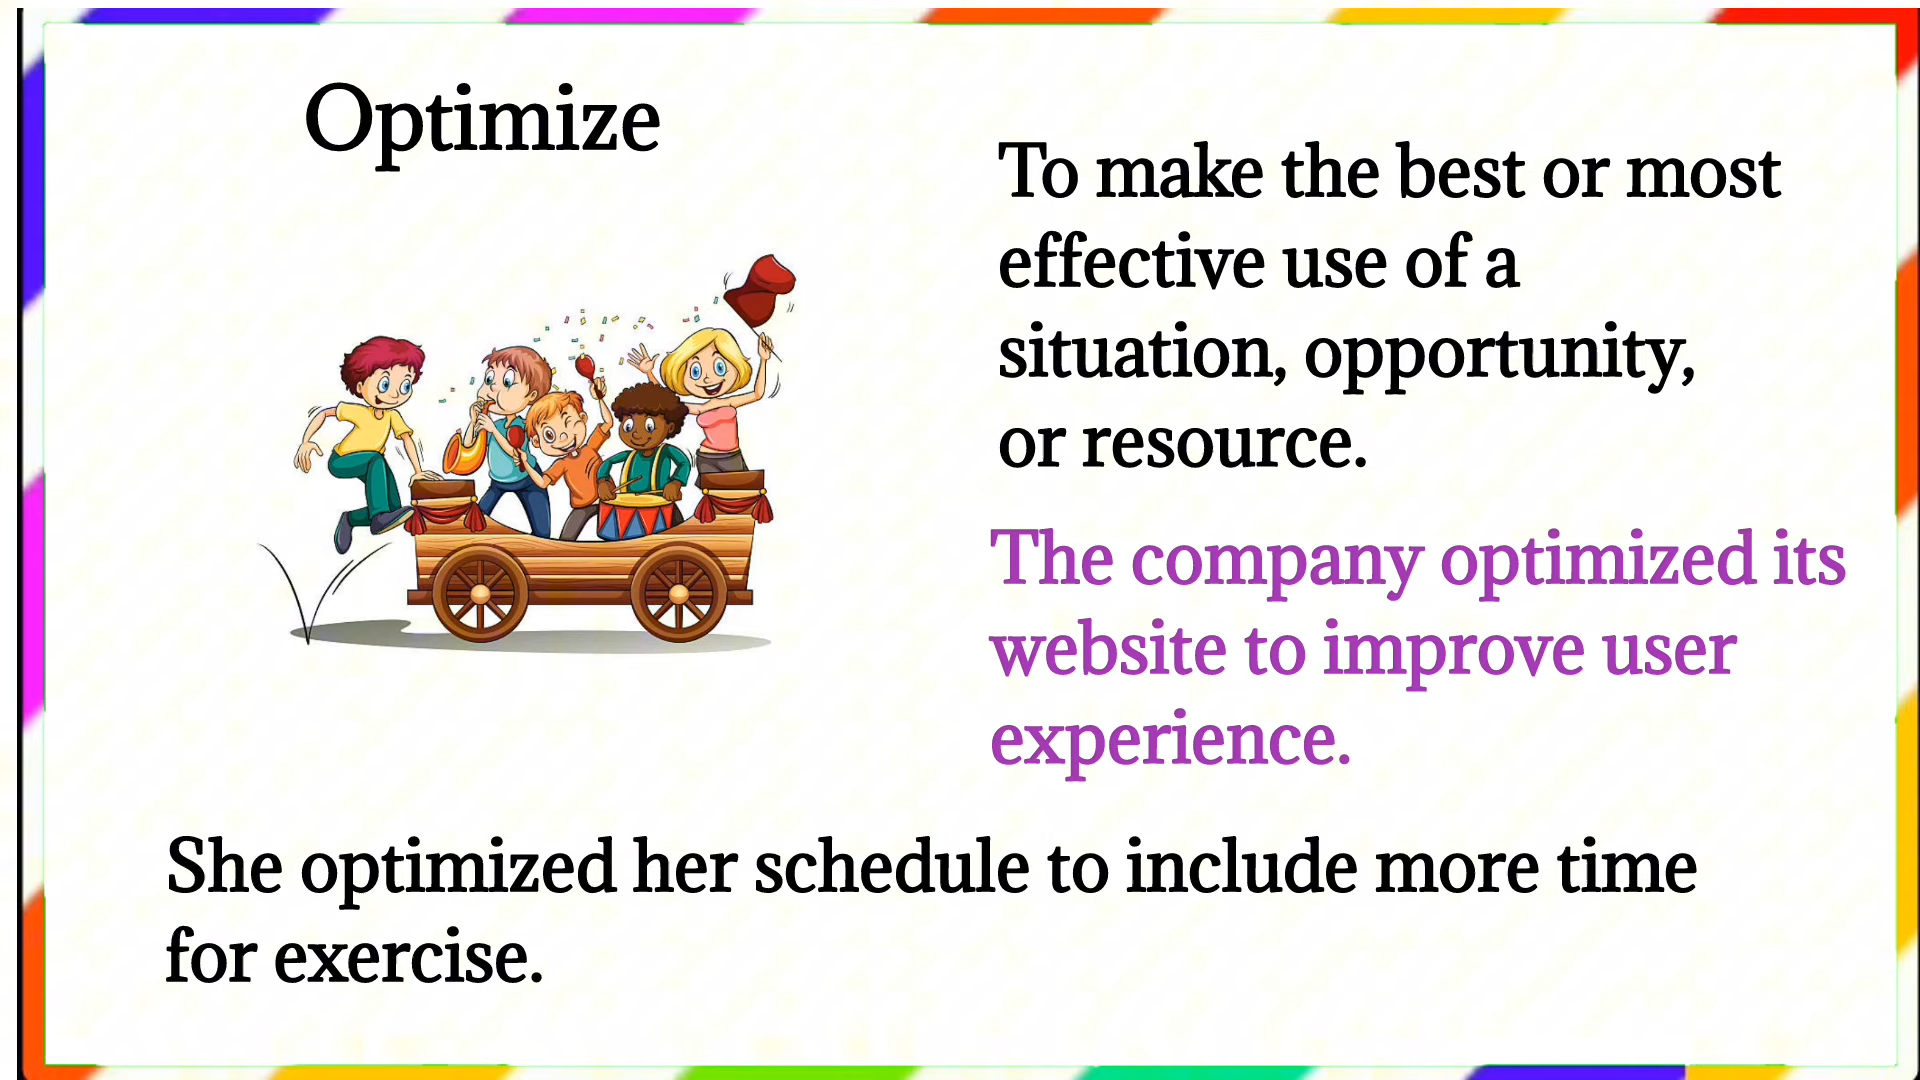 Optimize
To make the best or most
effective use of a
situation, opportunity,
or resource.
The company optimized its
website to improve user
experience.
She optimized her schedule to include more time
for exercise.